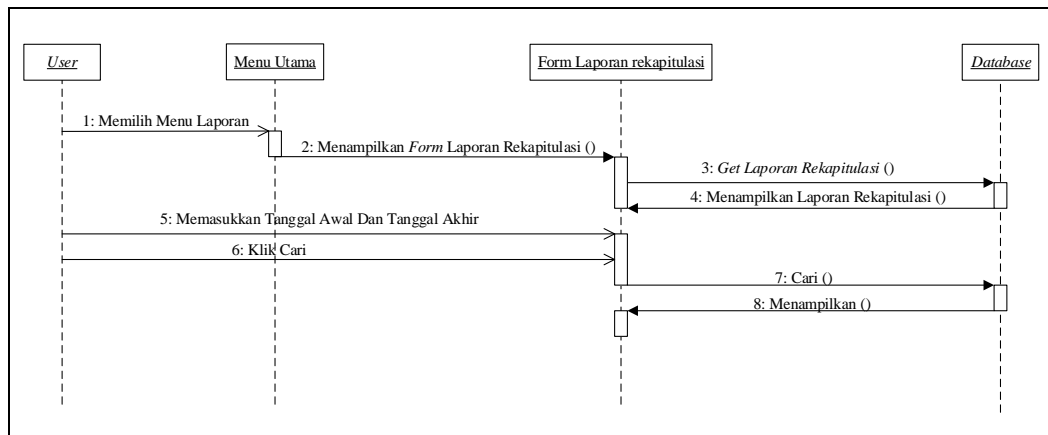 User
Menu Utama
Form Laporan rekapitulasi
Database
1: Memilih Menu Laporan
2: Menampilkan Form Laporan Rekapitulasi ()
3: Get Laporan Rekapitulasi ()
4: Menampilkan Laporan Rekapitulasi ()
5: Memasukkan Tanggal Awal Dan Tanggal Akhir
6: Klik Cari
7: Cari ()
8: Menampilkan ()